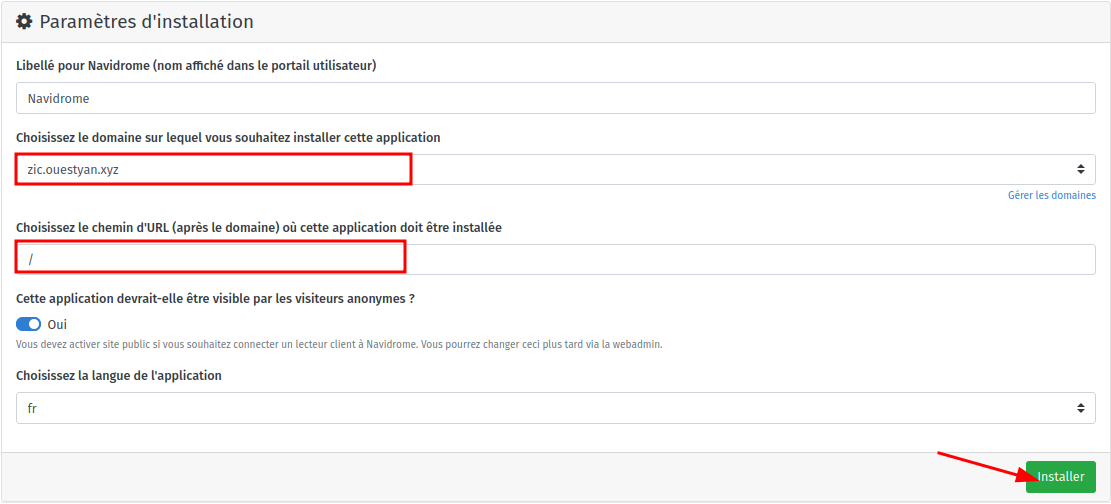 Paramètres d'installation
Libellé pour Navidrome (nom affiché dans le portail utilisateur)
Navidrome
Choisissez le domaine sur lequel vous souhaitez installer cette application
zic.ouestyan.xyz
Gérer les domaines
Choisissez le chemin d'URL (après le domaine) où cette application doit être installée
/
Cette application devrait-elle être visible par les visiteurs anonymes ?
Oui
Vous devez activer site public si vous souhaitez connecter un lecteur client à Navidrome. Vous pourrez changer ceci plus tard via la webadmin.
Choisissez la langue de l'application
fr
Installer